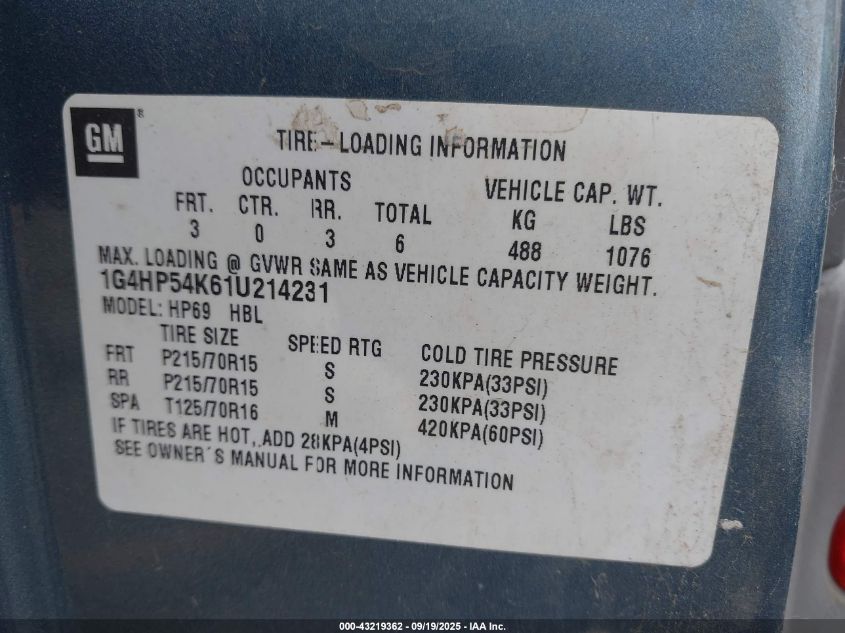 GM
TIRE-LOADING INFORMATION
OCCUPANTS VEHICLE CAP. WT.
FRT. CTR. RR. TOTAL KG LBS
3 0 3 6 488 1076
MAX. LOADING @ GVWR SAME AS VEHICLE CAPACITY WEIGHT.
1G4HP54K61U214231
MODEL: HP69 HBL
TIRE SIZE SPEED RTG COLD TIRE PRESSURE
FRT P215/70R15 S 230KPA(33PSI)
RR P215/70R15 S 230KPA(33PSI)
SPA T125/70R16 M 420KPA(60PSI)
IF TIRES ARE HOT, ADD 28KPA(4PSI)
SEE OWNER'S MANUAL FOR MORE INFORMATION
000-43219362 - 09/19/2025 - IAA Inc.